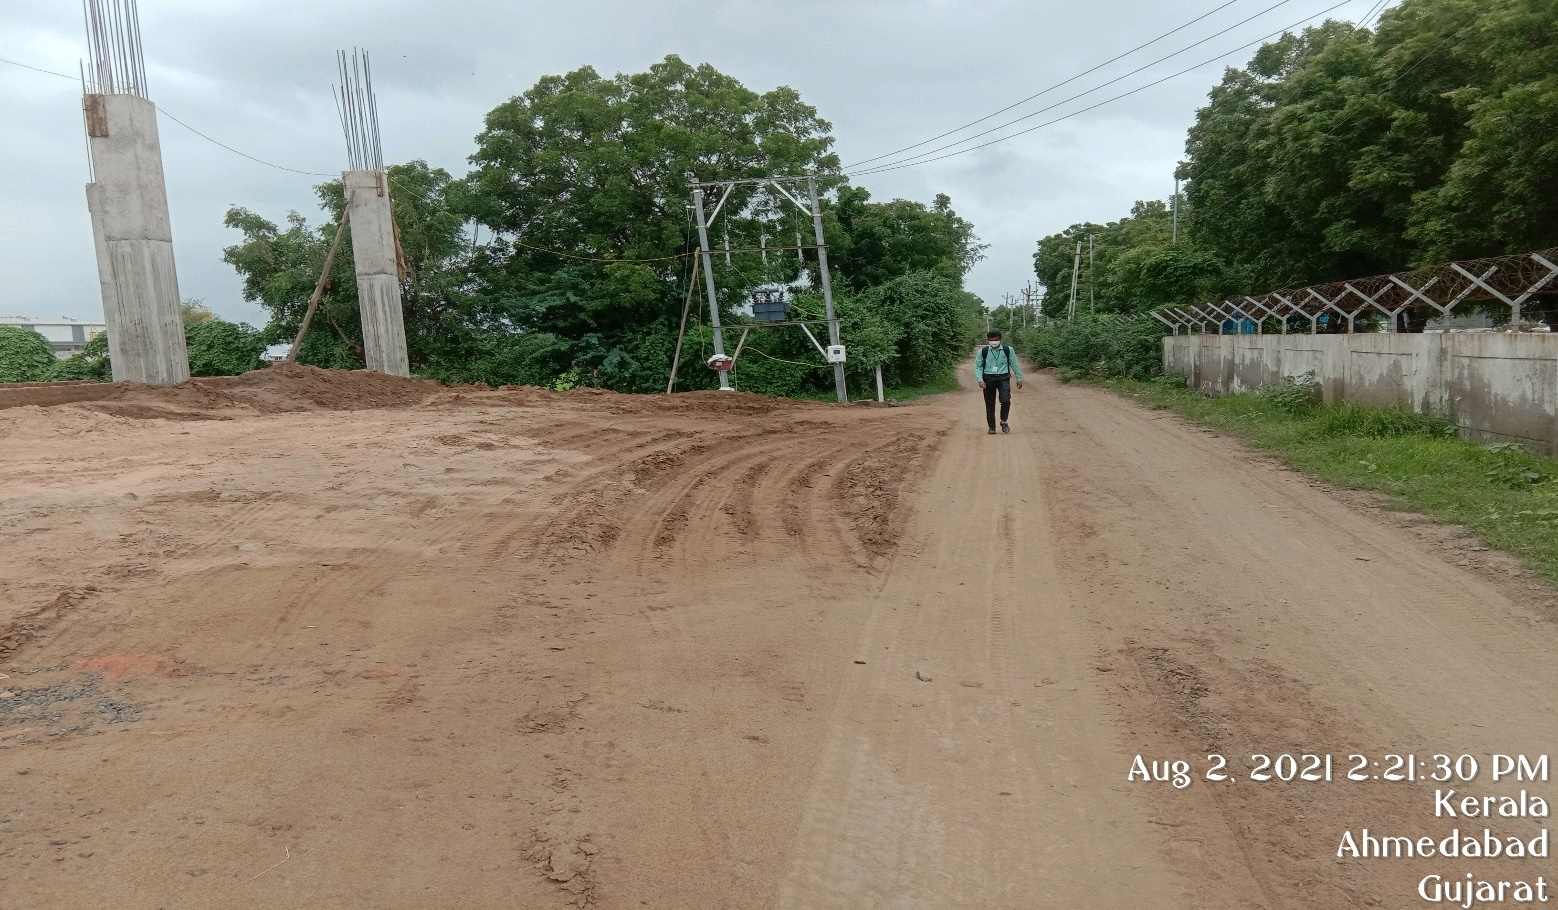 Aug 2, 2021 2:21:30 PM
Kerala
Ahmedabad
Gujarat